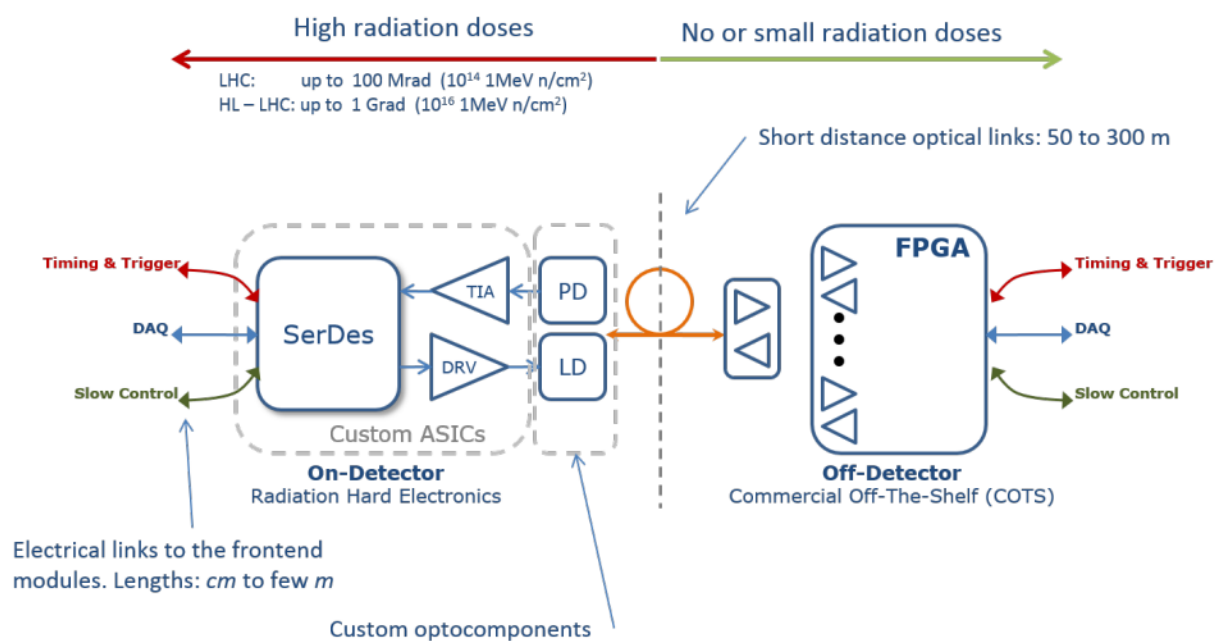 High radiation doses
No or small radiation doses
LHC: up to 100 Mrad (10¹⁴ 1MeV n/cm²)
HL – LHC: up to 1 Grad (10¹⁶ 1MeV n/cm²)
Short distance optical links: 50 to 300 m
Timing & Trigger
DAQ
Slow Control
SerDes
TIA
DRV
PD
LD
Custom ASICs
On-Detector
Radiation Hard Electronics
FPGA
Timing & Trigger
DAQ
Slow Control
Off-Detector
Commercial Off-The-Shelf (COTS)
Electrical links to the frontend
modules. Lengths: cm to few m
Custom optocomponents